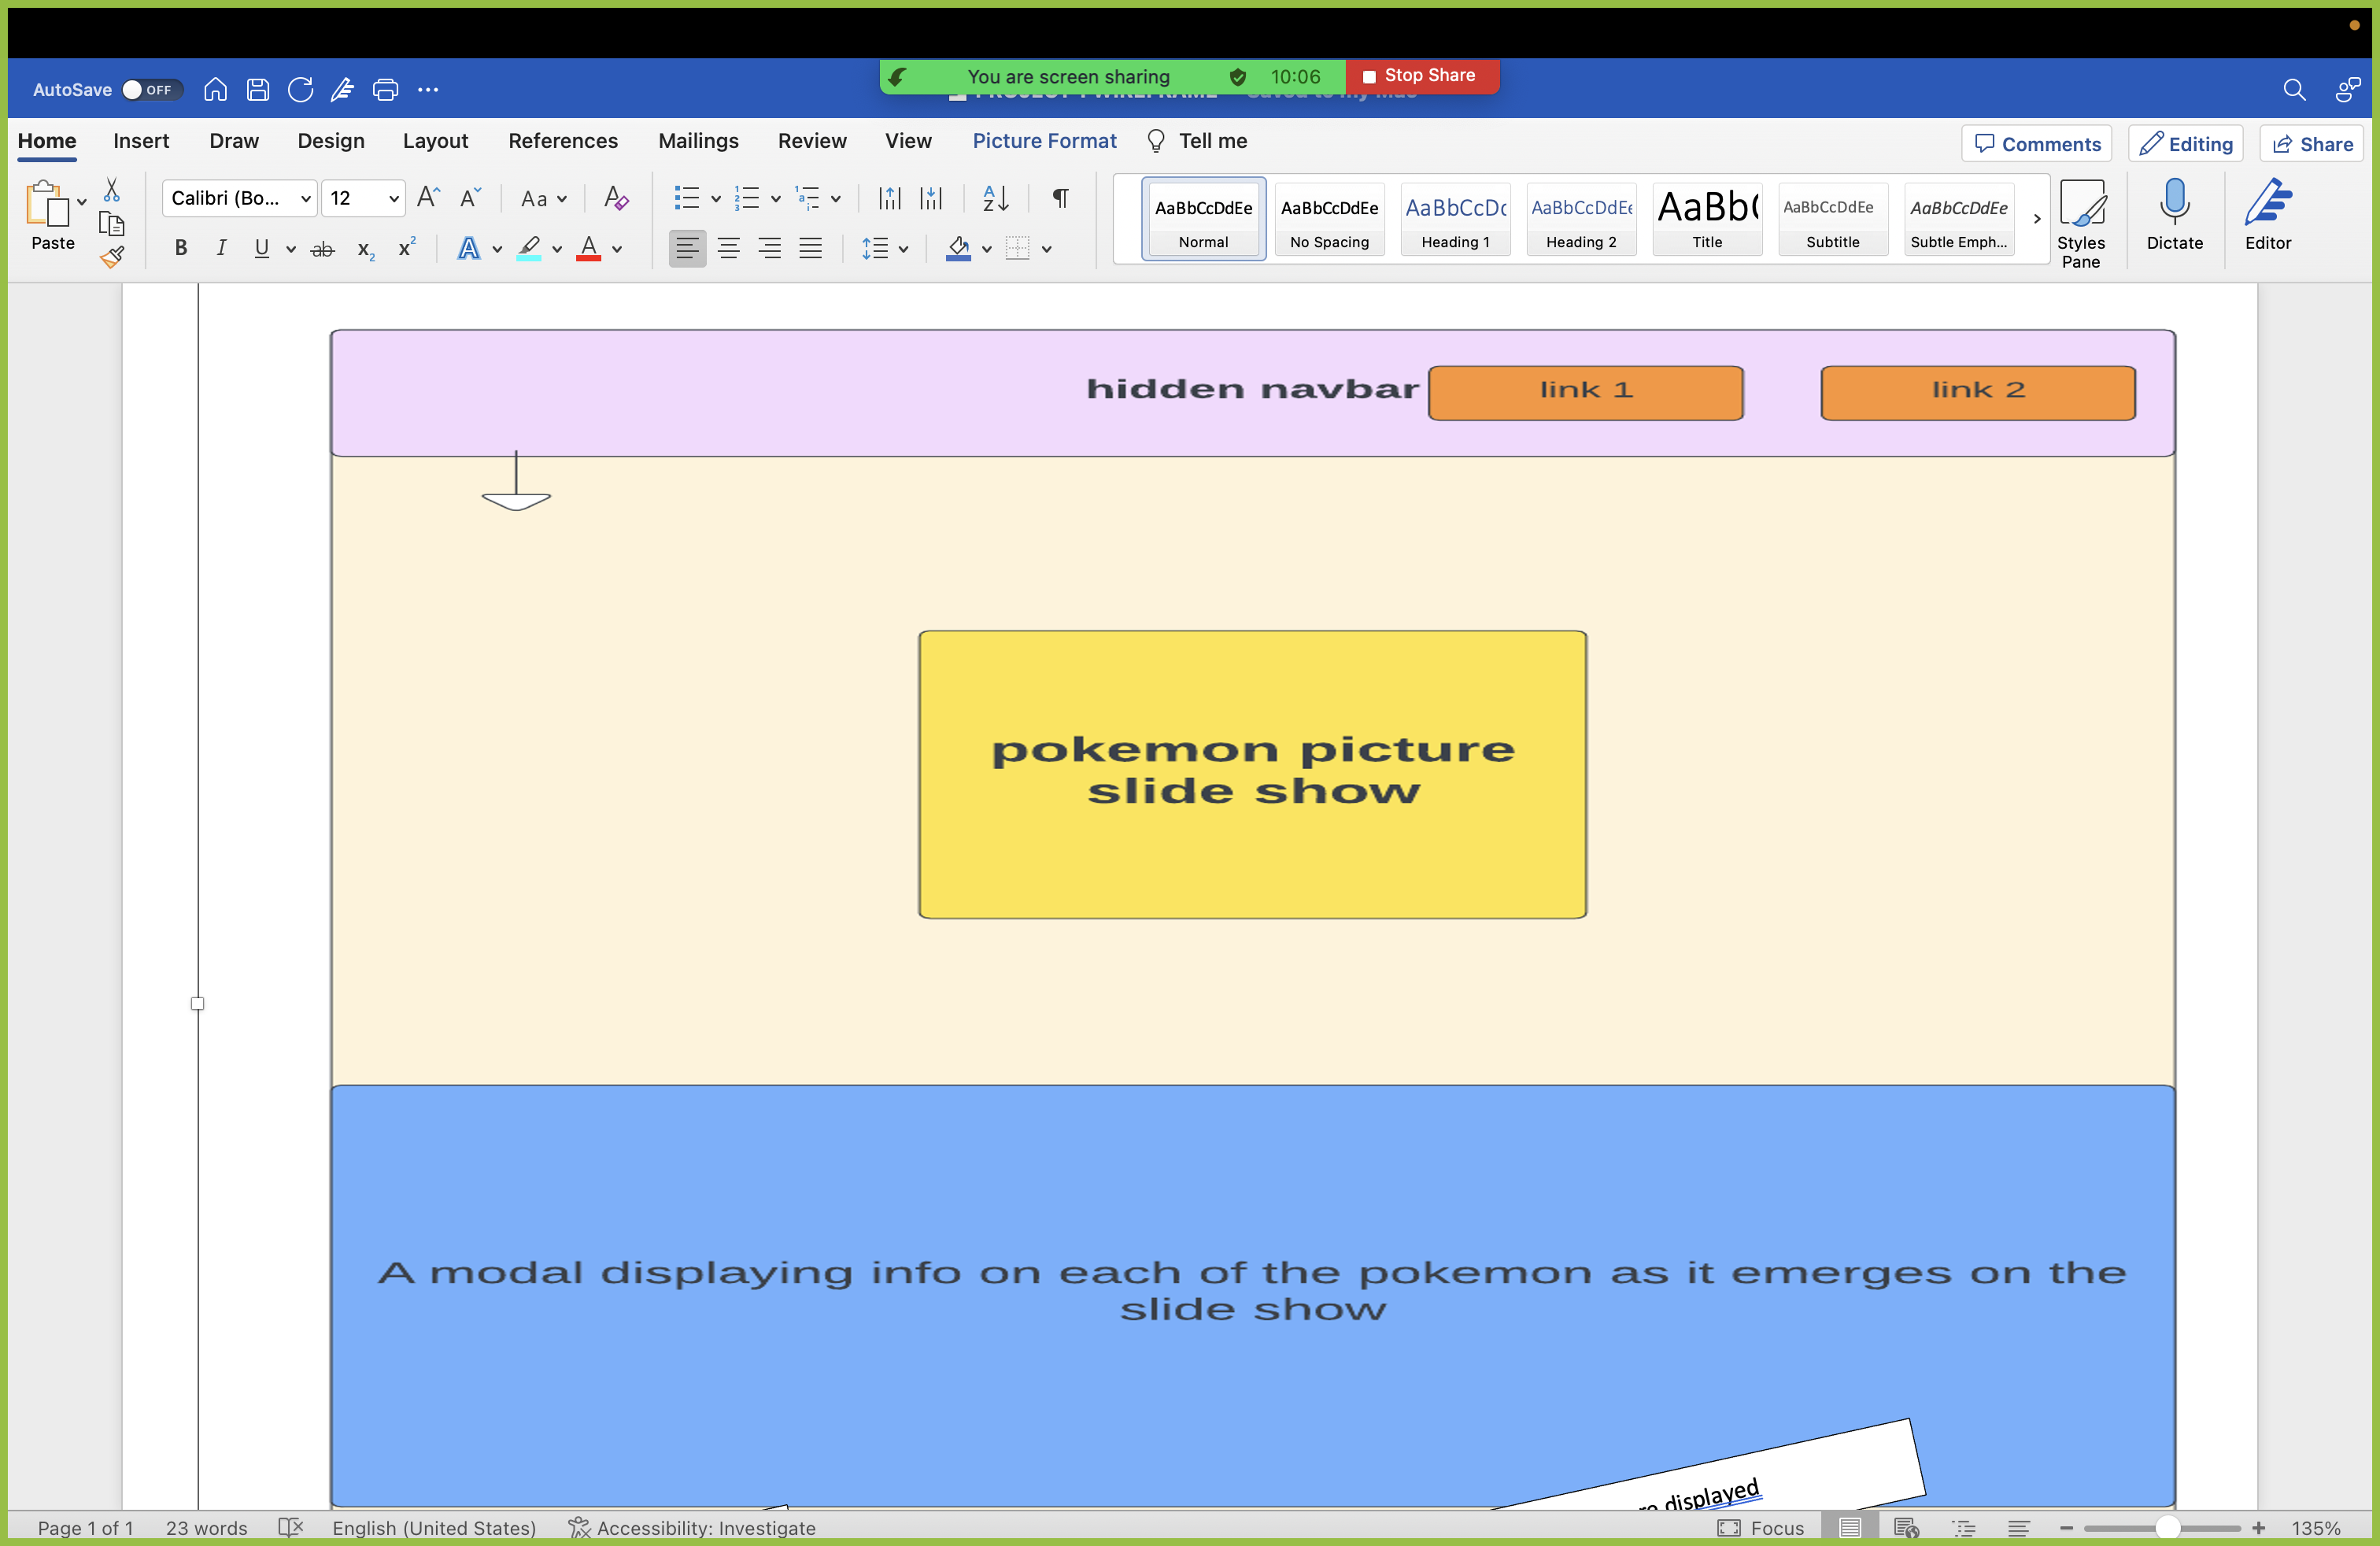 You are screen sharing 10:06 Stop Share
AutoSave OFF
Home Insert Draw Design Layout References Mailings Review View Picture Format Tell me Comments Editing Share
Paste
Calibri (Bo... 12
AaBbCcDdEe
Normal
AaBbCcDdEe
No Spacing
AaBbCcDc
Heading 1
AaBbCcDdEe
Heading 2
AaBb(
Title
AaBbCcDdEe
Subtitle
AaBbCcDdEe
Subtle Emph...
Styles
Pane
Dictate
Editor
hidden navbar link 1 link 2
pokemon picture
slide show
A modal displaying info on each of the pokemon as it emerges on the
slide show
displayed
Page 1 of 1 23 words English (United States) Accessibility: Investigate Focus 135%